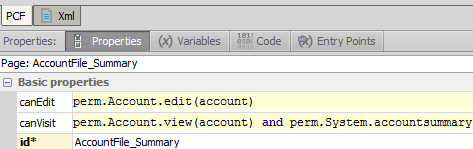 PCF Xml
Properties: Properties (x) Variables Code Entry Points
Page: AccountFile_Summary
Basic properties
canEdit perm.Account.edit(account)
canVisit perm.Account.view(account) and perm.System.accountsummary
id* AccountFile_Summary